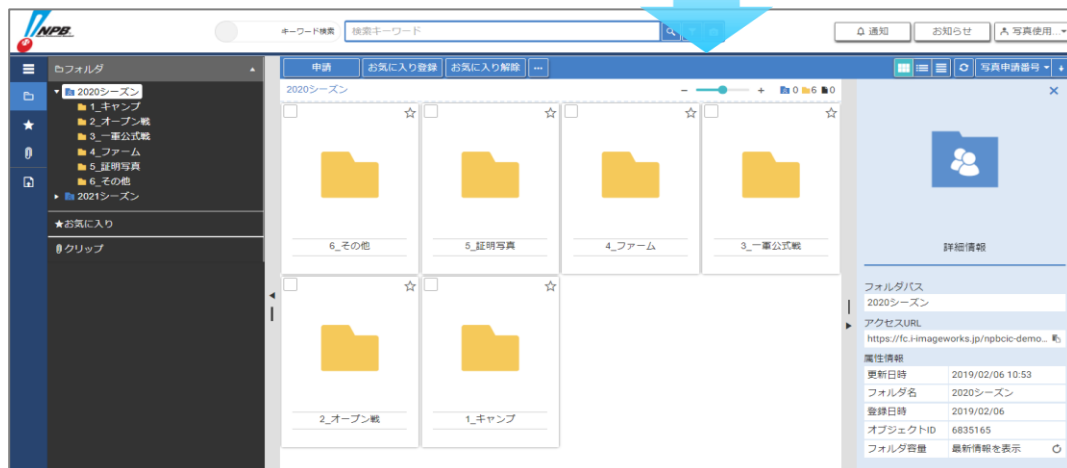 NPB
キーワード検索
検索キーワード
通知
お知らせ
写真使用...
フォルダ
2020シーズン
1_キャンプ
2_オープン戦
3_一軍公式戦
4_ファーム
5_証明写真
6_その他
2021シーズン
★お気に入り
クリップ
申請
お気に入り登録
お気に入り解除
...
写真申請番号
2020シーズン
− + 0 6 0
6_その他
5_証明写真
4_ファーム
3_一軍公式戦
2_オープン戦
1_キャンプ
詳細情報
フォルダパス
2020シーズン
アクセスURL
https://fc.i-imageworks.jp/npbcic-demo...
属性情報
更新日時 2019/02/06 10:53
フォルダ名 2020シーズン
登録日時 2019/02/06
オブジェクトID 6835165
フォルダ容量 最新情報を表示